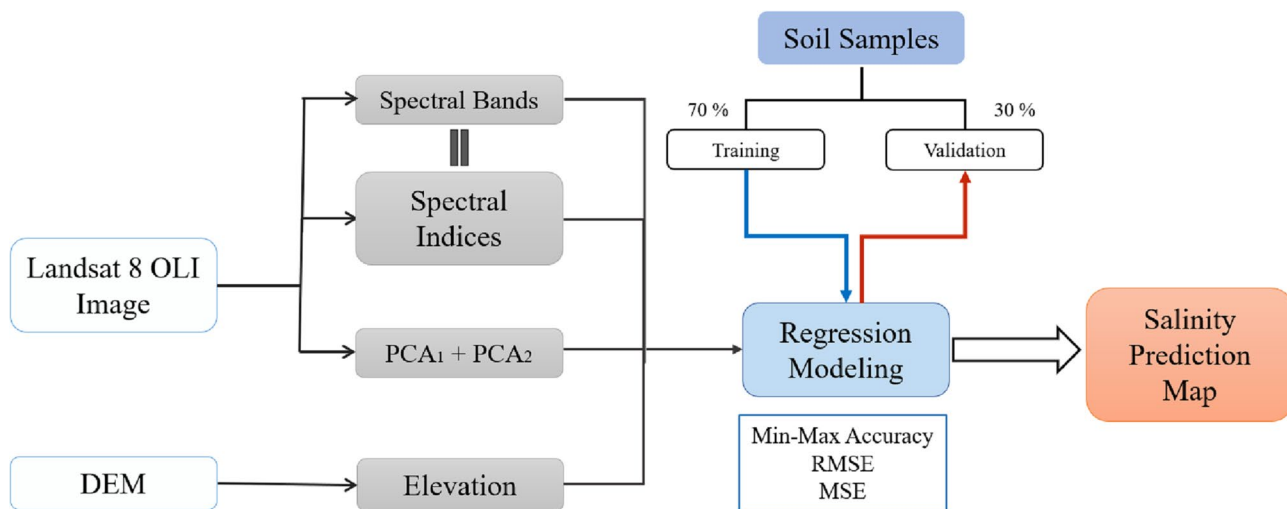 Soil Samples
Spectral Bands
70 %
30 %
Training
Validation
Spectral
Indices
Landsat 8 OLI
Image
PCA₁ + PCA₂
Regression
Modeling
Salinity
Prediction
Map
Min-Max Accuracy
RMSE
MSE
DEM
Elevation